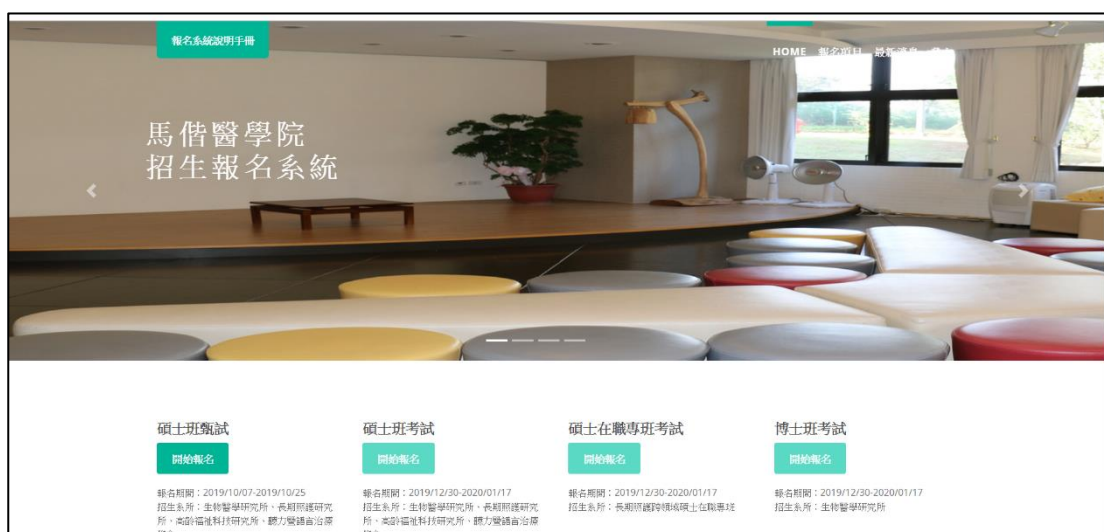 報名系統說明手冊
HOME 報名項目 最新消息
馬偕醫學院
招生報名系統
碩士班甄試
開始報名
報名期間：2019/10/07-2019/10/25
招生系所：生物醫學研究所、長期照護研究
所、高齡福祉科技研究所、聽力暨語言治療
碩士班考試
開始報名
報名期間：2019/12/30-2020/01/17
招生系所：生物醫學研究所、長期照護研究
所、高齡福祉科技研究所、聽力暨語言治療
碩士在職專班考試
開始報名
報名期間：2019/12/30-2020/01/17
招生系所：長期照護跨領域碩士在職專班
博士班考試
開始報名
報名期間：2019/12/30-2020/01/17
招生系所：生物醫學研究所